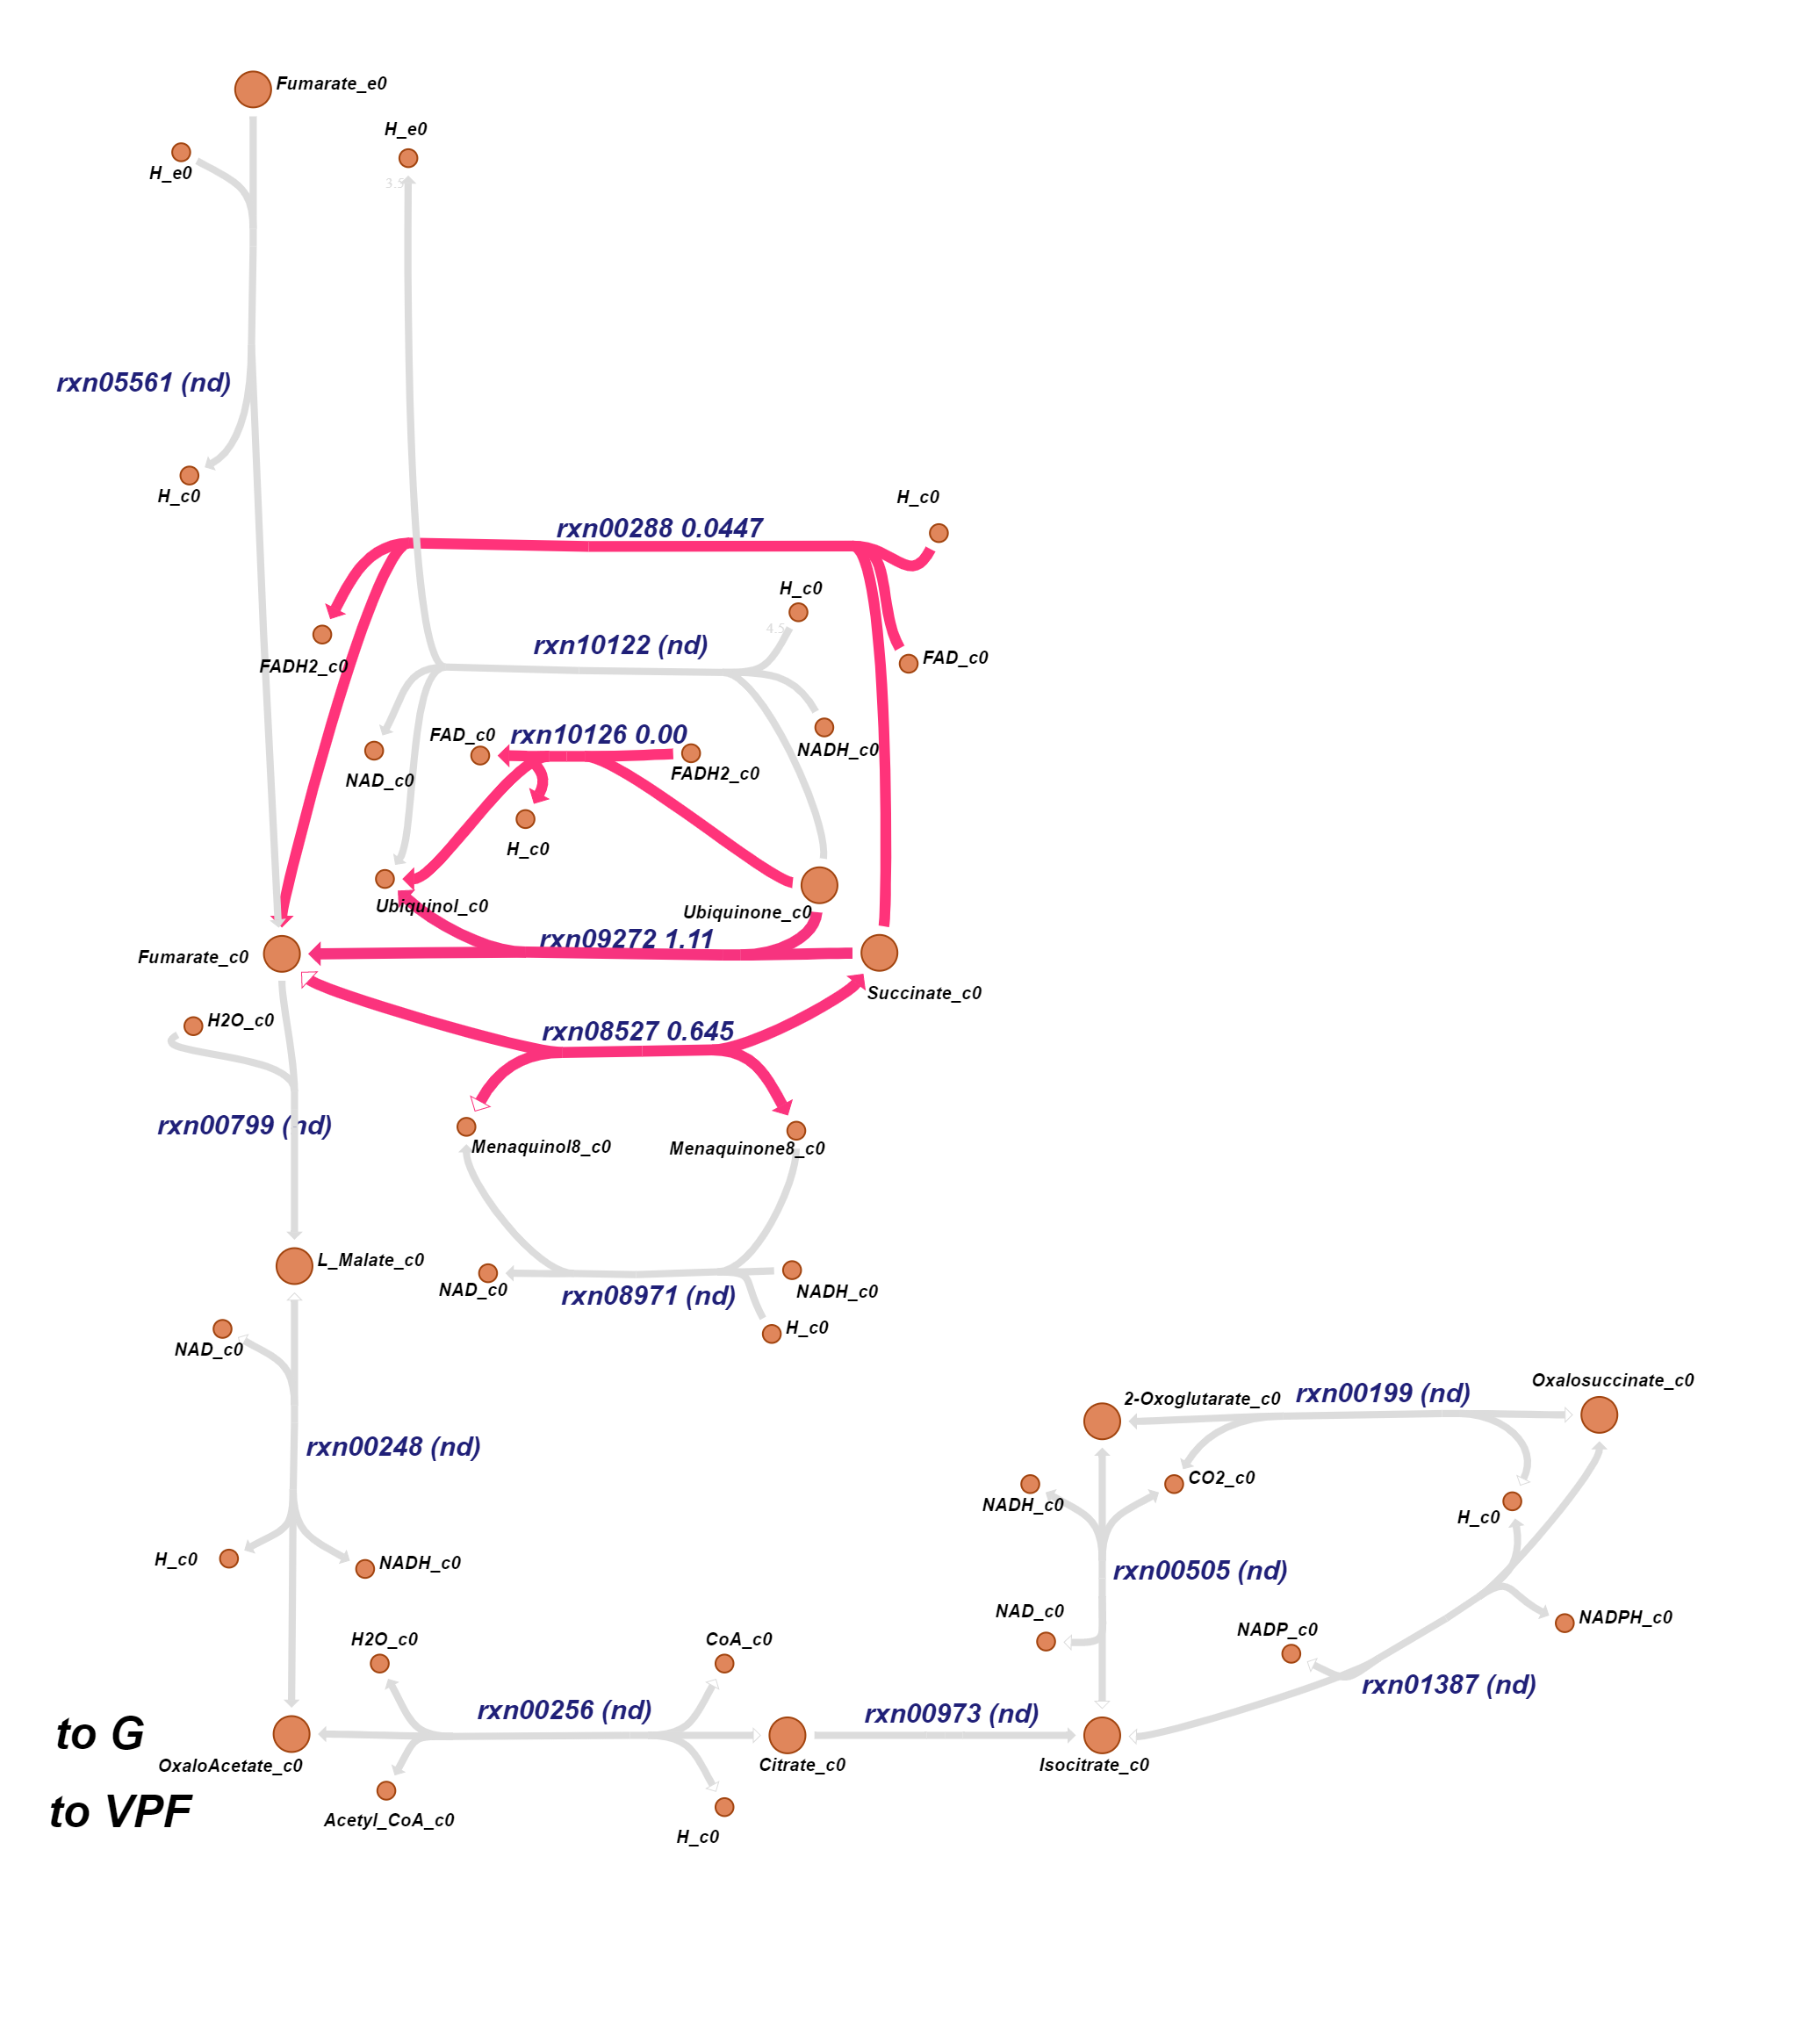 Fumarate_e0
H_e0
H_e0
3.5
rxn05561 (nd)
H_c0
H_c0
rxn00288 0.0447
H_c0
4.5
rxn10122 (nd)
FADH2_c0
FAD_c0
FAD_c0
rxn10126 0.00
NADH_c0
NAD_c0
FADH2_c0
H_c0
Ubiquinol_c0
Ubiquinone_c0
rxn09272 1.11
Fumarate_c0
Succinate_c0
H2O_c0
rxn08527 0.645
rxn00799 (nd)
Menaquinol8_c0
Menaquinone8_c0
L_Malate_c0
NAD_c0
NADH_c0
rxn08971 (nd)
H_c0
NAD_c0
2-Oxoglutarate_c0
rxn00199 (nd)
Oxalosuccinate_c0
rxn00248 (nd)
CO2_c0
NADH_c0
H_c0
H_c0
NADH_c0
rxn00505 (nd)
NAD_c0
NADP_c0
NADPH_c0
H2O_c0
CoA_c0
rxn01387 (nd)
rxn00256 (nd)
rxn00973 (nd)
to G
OxaloAcetate_c0
Citrate_c0
Isocitrate_c0
to VPF
Acetyl_CoA_c0
H_c0